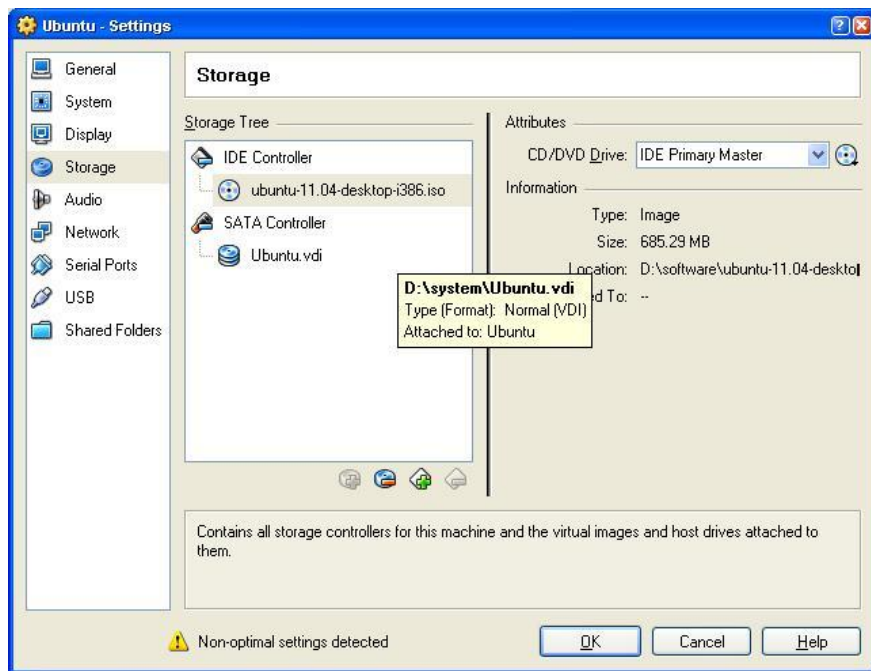 Ubuntu - Settings
General
System
Display
Storage
Audio
Network
Serial Ports
USB
Shared Folders
Storage
Storage Tree
IDE Controller
ubuntu-11.04-desktop-i386.iso
SATA Controller
Ubuntu.vdi
D:\system\Ubuntu.vdi
Type (Format): Normal (VDI)
Attached to: Ubuntu
Attributes
CD/DVD Drive: IDE Primary Master
Information
Type: Image
Size: 685.29 MB
Location: D:\software\ubuntu-11.04-deskto
ed To: --
Contains all storage controllers for this machine and the virtual images and host drives attached to
them.
Non-optimal settings detected
OK
Cancel
Help